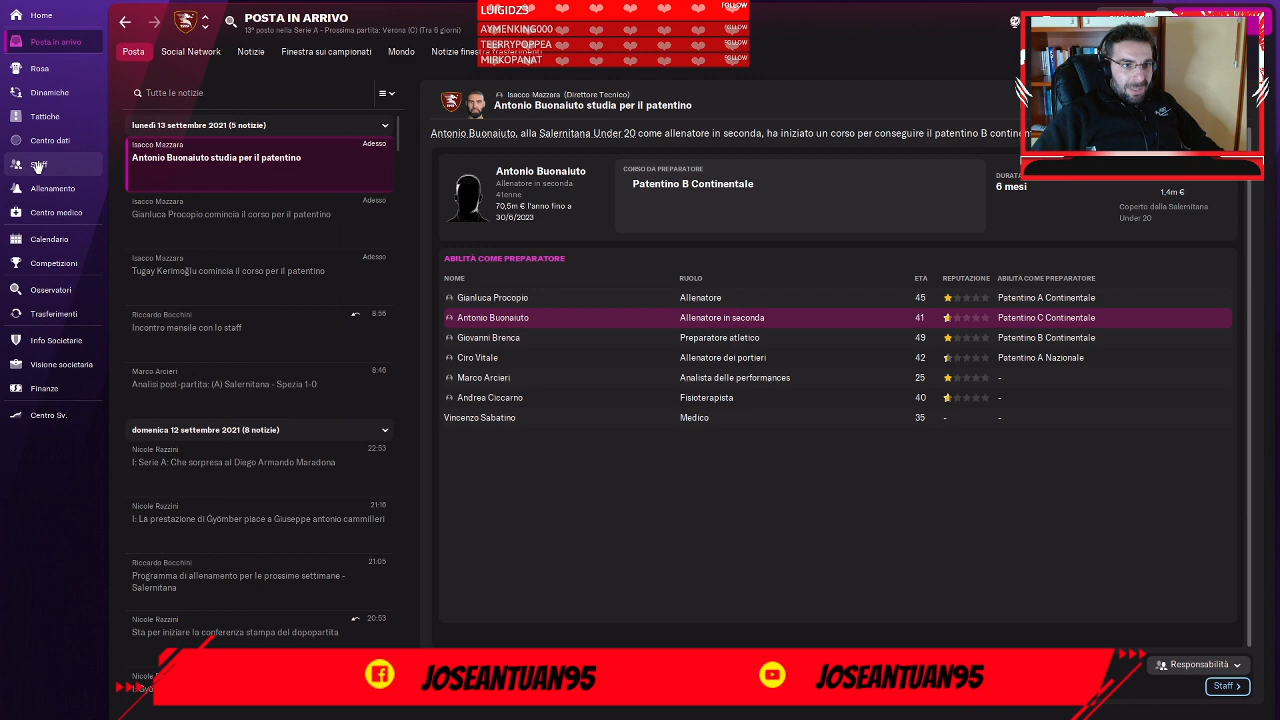 Home
Posta in arrivo
Rosa
Dinamiche
Tattiche
Centro dati
Allenamento
Centro medico
Calendario
Competizioni
Osservatori
Trasferimenti
Info Societarie
Visione societaria
Finanze
Centro Sv.
POSTA IN ARRIVO
13ª posto nella Serie A - Prossima partita: Verona (C) (Tra 6 giorni)
LUIGIDZ3 FOLLOW
AYMENKING000 FOLLOW
TEERRYPOPPEA FOLLOW
MIRKOPANAT FOLLOW
Posta Social Network Notizie Finestra sui campionati Mondo Notizie finestra trasferimenti
Tutte le notizie
lunedì 13 settembre 2021 (5 notizie)
Isacco Mazzara Adesso
Antonio Buonaiuto studia per il patentino
Isacco Mazzara Adesso
Gianluca Procopio comincia il corso per il patentino
Isacco Mazzara Adesso
Tugay Kerimoğlu comincia il corso per il patentino
Riccardo Bocchini 8:56
Incontro mensile con lo staff
Marco Arcieri 8:46
Analisi post-partita: (A) Salernitana - Spezia 1-0
domenica 12 settembre 2021 (8 notizie)
Nicole Razzini 22:53
I: Serie A: Che sorpresa al Diego Armando Maradona
Nicole Razzini 21:16
I: La prestazione di Gyömber piace a Giuseppe antonio cammilleri
Riccardo Bocchini 21:05
Programma di allenamento per le prossime settimane -
Salernitana
Nicole Razzini 20:53
Sta per iniziare la conferenza stampa del dopopartita
Isacco Mazzara (Direttore Tecnico)
Antonio Buonaiuto studia per il patentino
Antonio Buonaiuto, alla Salernitana Under 20 come allenatore in seconda, ha iniziato un corso per conseguire il patentino B
Antonio Buonaiuto
Allenatore in seconda
41enne
70,5m € l'anno fino a
30/6/2023
CORSO DA PREPARATORE
Patentino B Continentale
6 mesi
1.4m €
Coperto dalla Salernitana
Under 20
ABILITÀ COME PREPARATORE
NOME RUOLO ETÀ REPUTAZIONE ABILITÀ COME PREPARATORE
Gianluca Procopio Allenatore 45 Patentino A Continentale
Antonio Buonaiuto Allenatore in seconda 41 Patentino C Continentale
Giovanni Brenca Preparatore atletico 49 Patentino B Continentale
Ciro Vitale Allenatore dei portieri 42 Patentino A Nazionale
Marco Arcieri Analista delle performances 25 -
Andrea Ciccarno Fisioterapista 40 -
Vincenzo Sabatino Medico 35 - -
Responsabilità
Staff
JOSEANTUAN95
JOSEANTUAN95